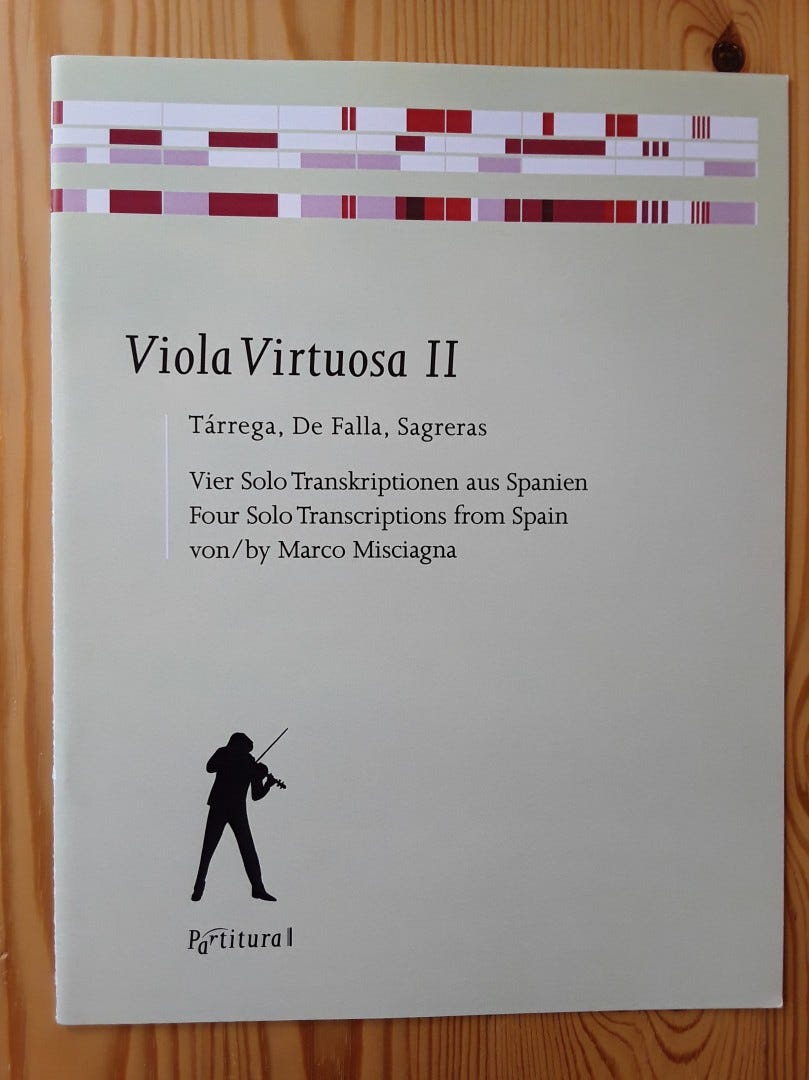 Viola Virtuosa II
Tárrega, De Falla, Sagreras
Vier Solo Transkriptionen aus Spanien
Four Solo Transcriptions from Spain
von/by Marco Misciagna
Partitura